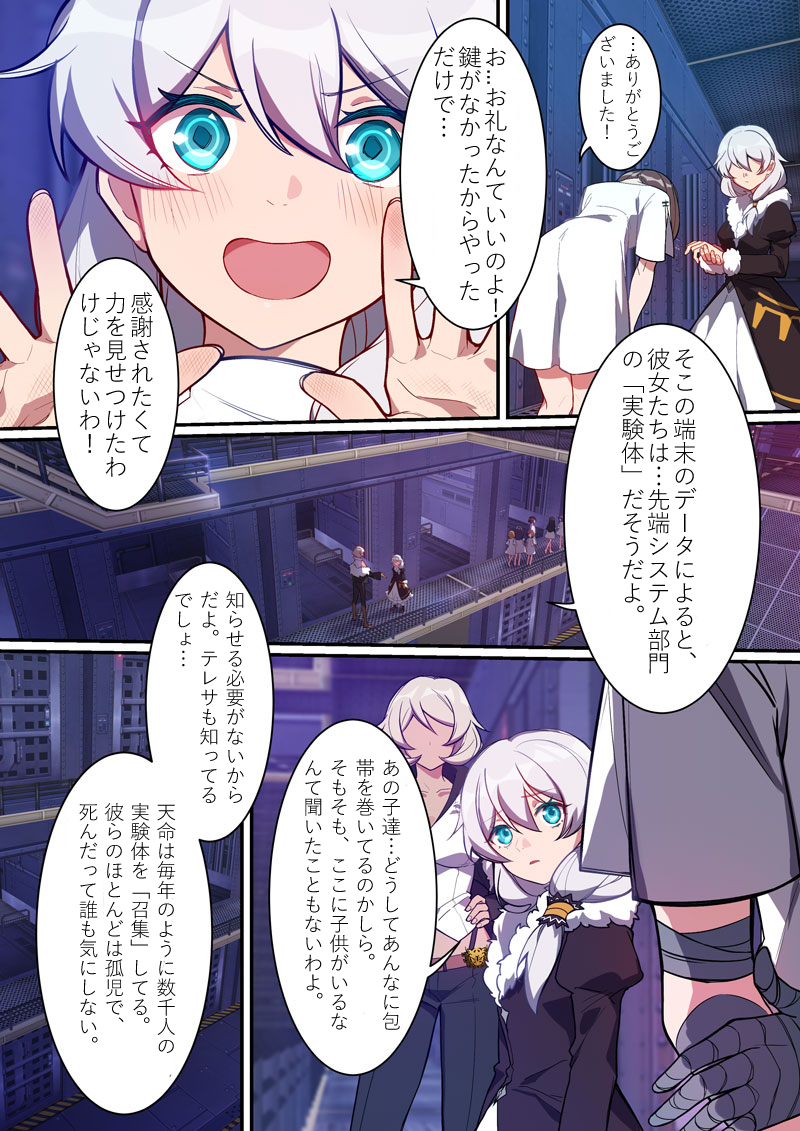 …ありがとうご
ざいました！
お…お礼なんていいのよ！
鍵がなかったからやった
だけで…
感謝されたくて
力を見せつけたわ
けじゃないわ！
そこの端末のデータによると、
彼女たちは…先端システム部門
の「実験体」だそうだよ。
あの子達…どうしてあんなに包
帯を巻いてるのかしら。
そもそも、ここに子供がいるな
んて聞いたこともないわよ。
知らせる必要がないから
だよ。テレサも知ってる
でしょ…
天命は毎年のように数千人の
実験体を「召集」してる。
彼らのほとんどは孤児で、
死んだって誰も気にしない。